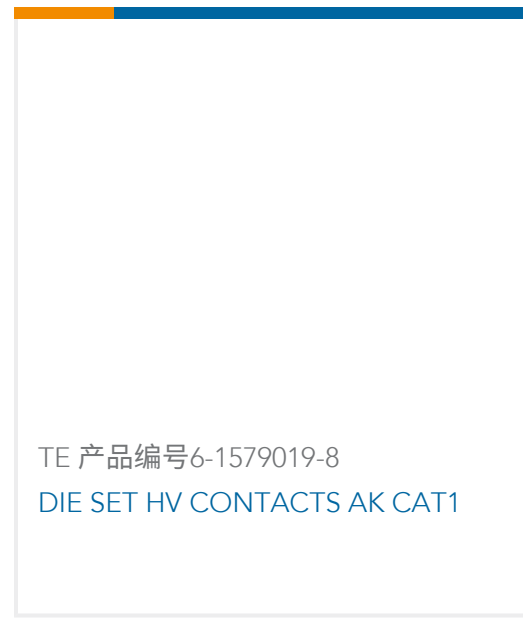 TE 产品编号6-1579019-8
DIE SET HV CONTACTS AK CAT1